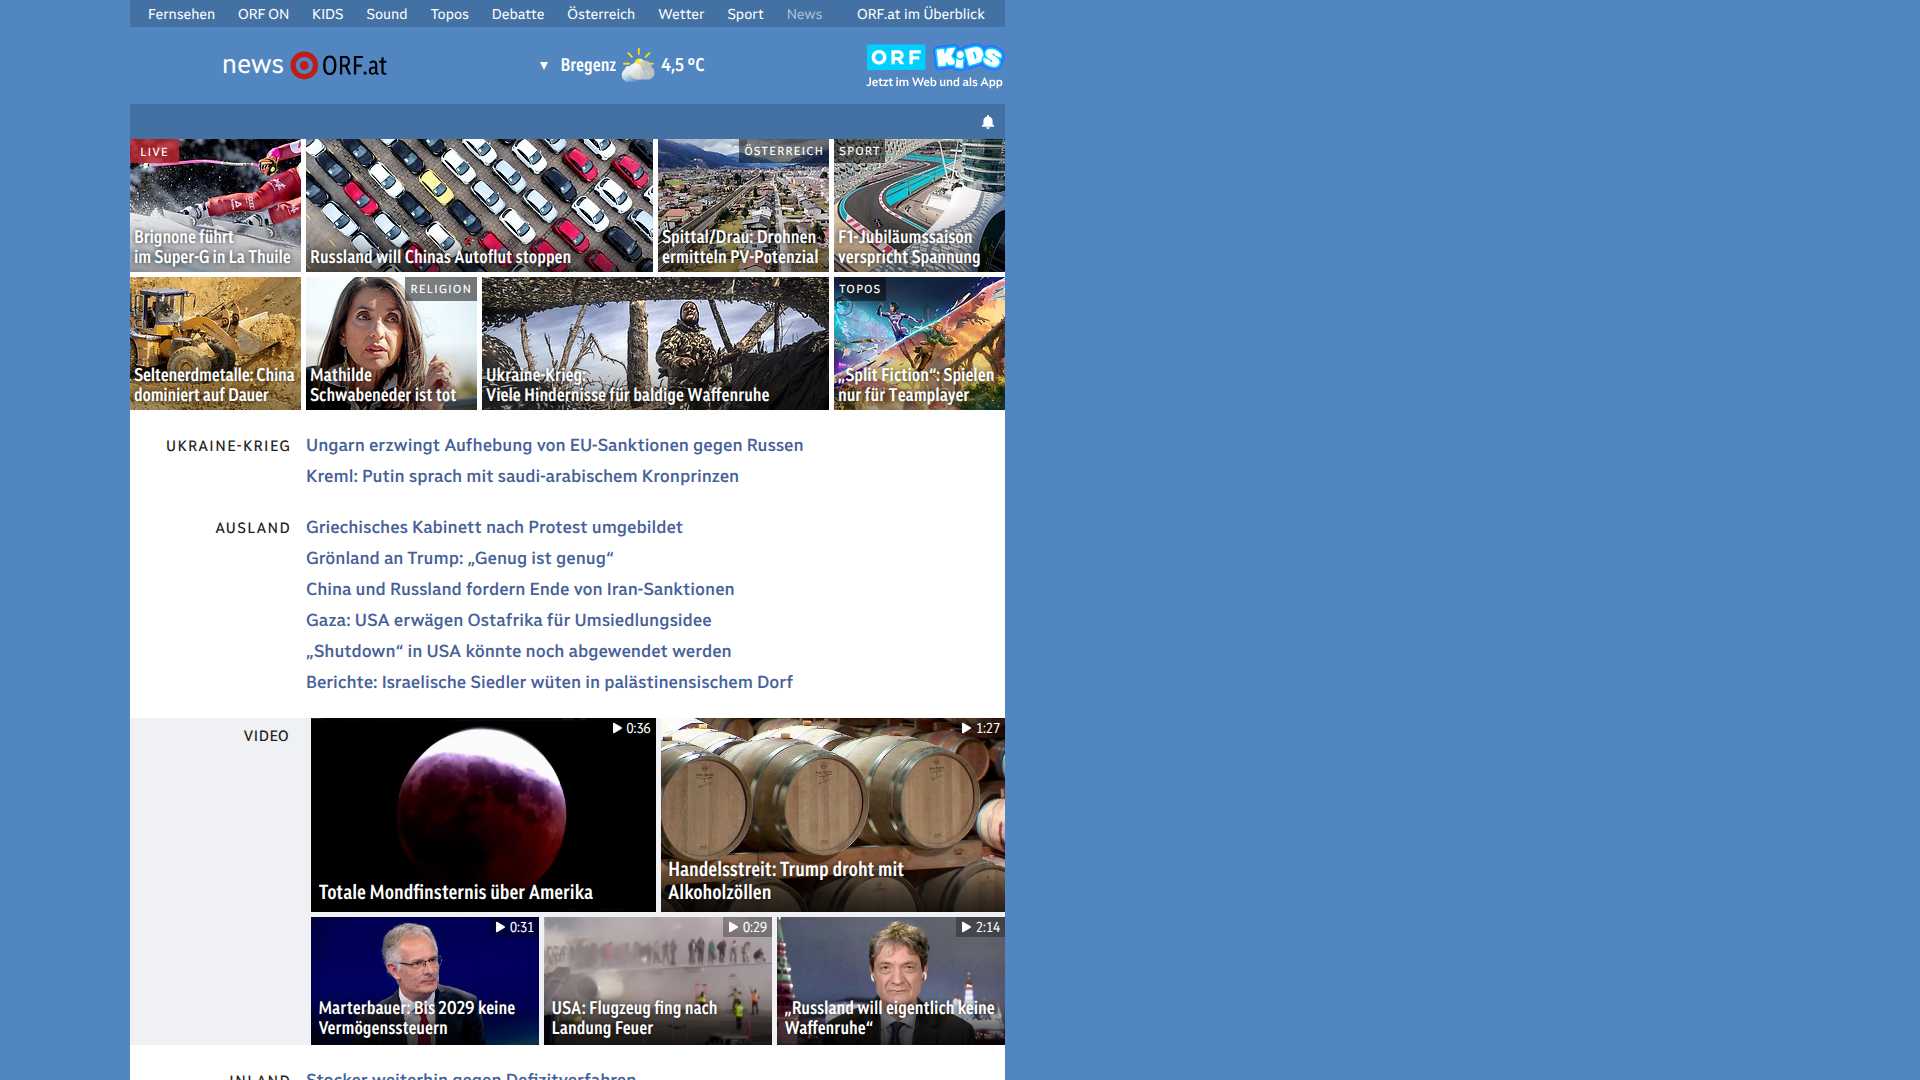 Fernsehen ORF ON KIDS Sound Topos Debatte Österreich Wetter Sport News ORF.at im Überblick
news ORF.at
▼ Bregenz 4,5 °C
ORF KiDS
Jetzt im Web und als App
LIVE
Brignone führt
im Super-G in La Thuile
Russland will Chinas Autoflut stoppen
ÖSTERREICH
Spittal/Drau: Drohnen
ermitteln PV-Potenzial
SPORT
F1-Jubiläumssaison
verspricht Spannung
Seltenerdmetalle: China
dominiert auf Dauer
RELIGION
Mathilde
Schwabeneder ist tot
Ukraine-Krieg:
Viele Hindernisse für baldige Waffenruhe
TOPOS
„Split Fiction“: Spielen
nur für Teamplayer
UKRAINE-KRIEG
Ungarn erzwingt Aufhebung von EU-Sanktionen gegen Russen
Kreml: Putin sprach mit saudi-arabischem Kronprinzen
AUSLAND
Griechisches Kabinett nach Protest umgebildet
Grönland an Trump: „Genug ist genug“
China und Russland fordern Ende von Iran-Sanktionen
Gaza: USA erwägen Ostafrika für Umsiedlungsidee
„Shutdown“ in USA könnte noch abgewendet werden
Berichte: Israelische Siedler wüten in palästinensischem Dorf
VIDEO
0:36
Totale Mondfinsternis über Amerika
1:27
Handelsstreit: Trump droht mit
Alkoholzöllen
0:31
Marterbauer: Bis 2029 keine
Vermögenssteuern
0:29
USA: Flugzeug fing nach
Landung Feuer
2:14
„Russland will eigentlich keine
Waffenruhe“
INLAND
Stocker weiterhin gegen Defizitverfahren